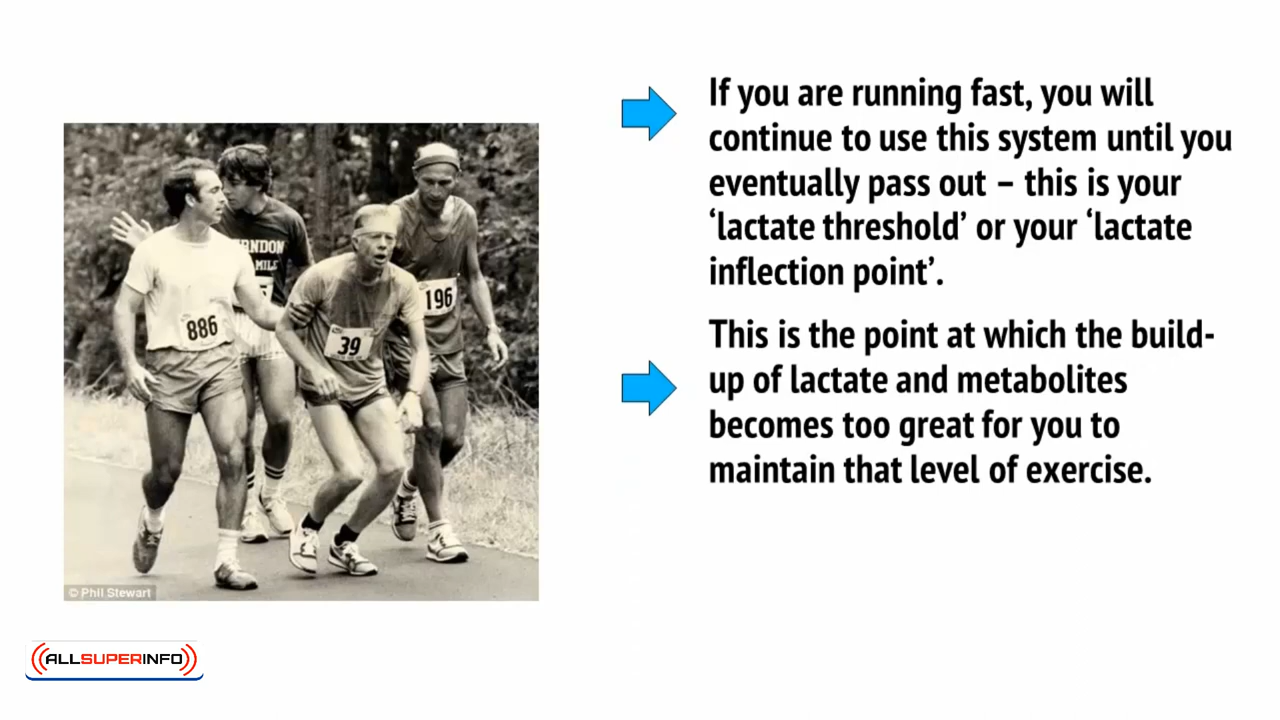 If you are running fast, you will
continue to use this system until you
eventually pass out – this is your
‘lactate threshold’ or your ‘lactate
inflection point’.
This is the point at which the build-
up of lactate and metabolites
becomes too great for you to
maintain that level of exercise.
RNDON
MILE
886
39
196
© Phil Stewart
ALLSUPERINFO